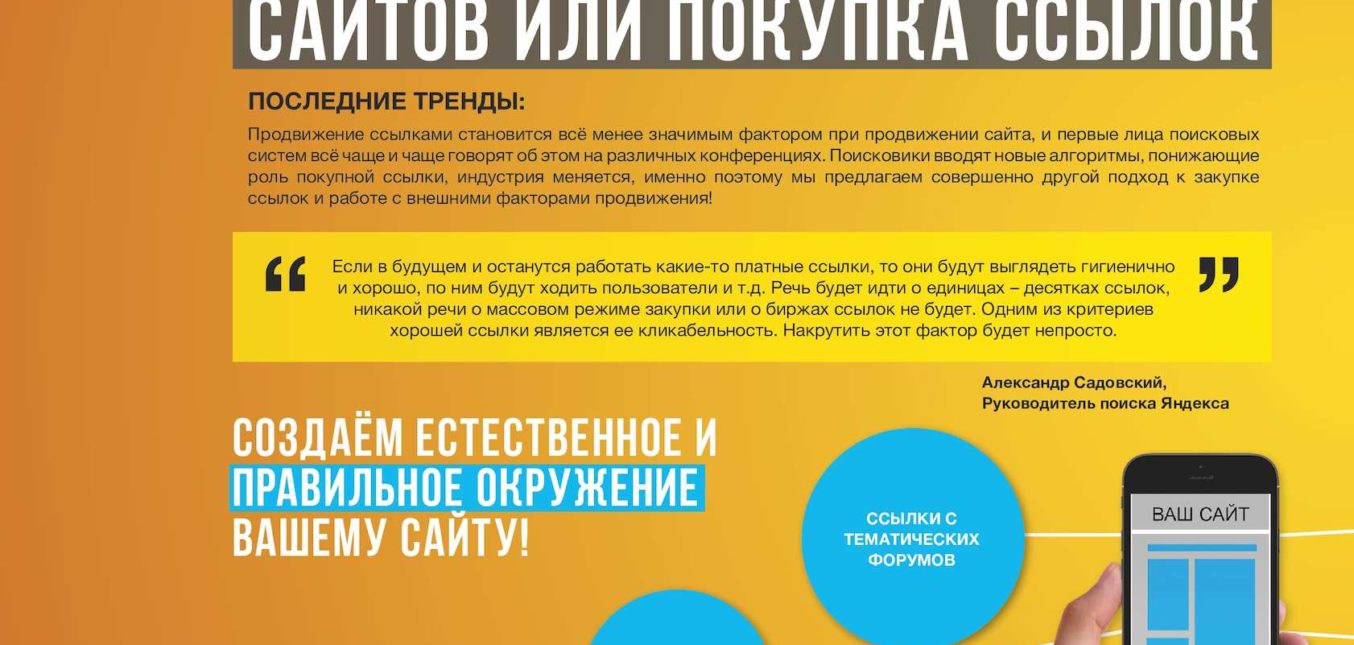 САЙТОВ ИЛИ ПОКУПКА ССЫЛОК
ПОСЛЕДНИЕ ТРЕНДЫ:
Продвижение ссылками становится всё менее значимым фактором при продвижении сайта, и первые лица поисковых
систем всё чаще и чаще говорят об этом на различных конференциях. Поисковики вводят новые алгоритмы, понижающие
роль покупной ссылки, индустрия меняется, именно поэтому мы предлагаем совершенно другой подход к закупке
ссылок и работе с внешними факторами продвижения!
“ Если в будущем и останутся работать какие-то платные ссылки, то они будут выглядеть гигиенично ”
и хорошо, по ним будут ходить пользователи и т.д. Речь будет идти о единицах – десятках ссылок,
никакой речи о массовом режиме закупки или о биржах ссылок не будет. Одним из критериев
хорошей ссылки является ее кликабельность. Накрутить этот фактор будет непросто.
Александр Садовский,
Руководитель поиска Яндекса
СОЗДАЁМ ЕСТЕСТВЕННОЕ И
ПРАВИЛЬНОЕ ОКРУЖЕНИЕ
ВАШЕМУ САЙТУ!
ССЫЛКИ С
ТЕМАТИЧЕСКИХ
ФОРУМОВ
ВАШ САЙТ